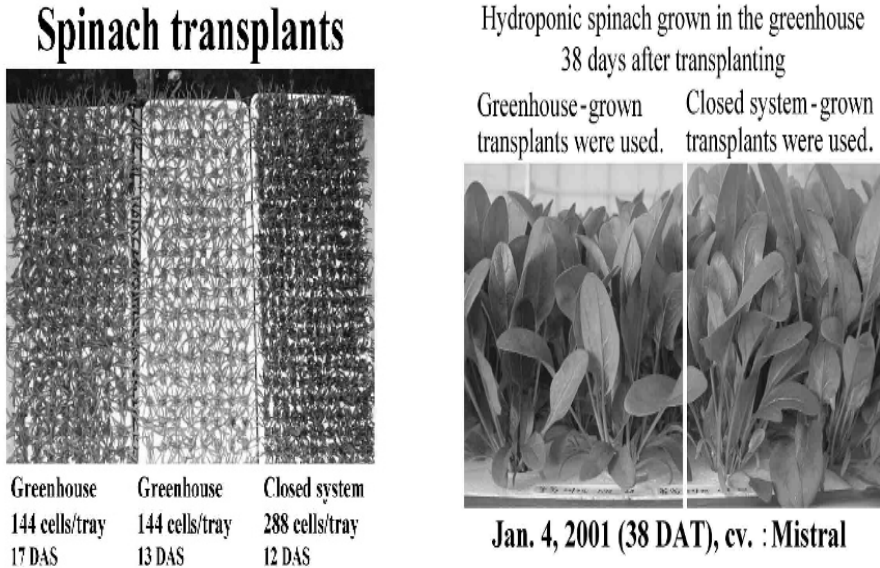 Spinach transplants
Greenhouse
144 cells/tray
17 DAS
Greenhouse
144 cells/tray
13 DAS
Closed system
288 cells/tray
12 DAS
Hydroponic spinach grown in the greenhouse
38 days after transplanting
Greenhouse-grown
transplants were used.
Closed system-grown
transplants were used.
Jan. 4, 2001 (38 DAT), cv. : Mistral